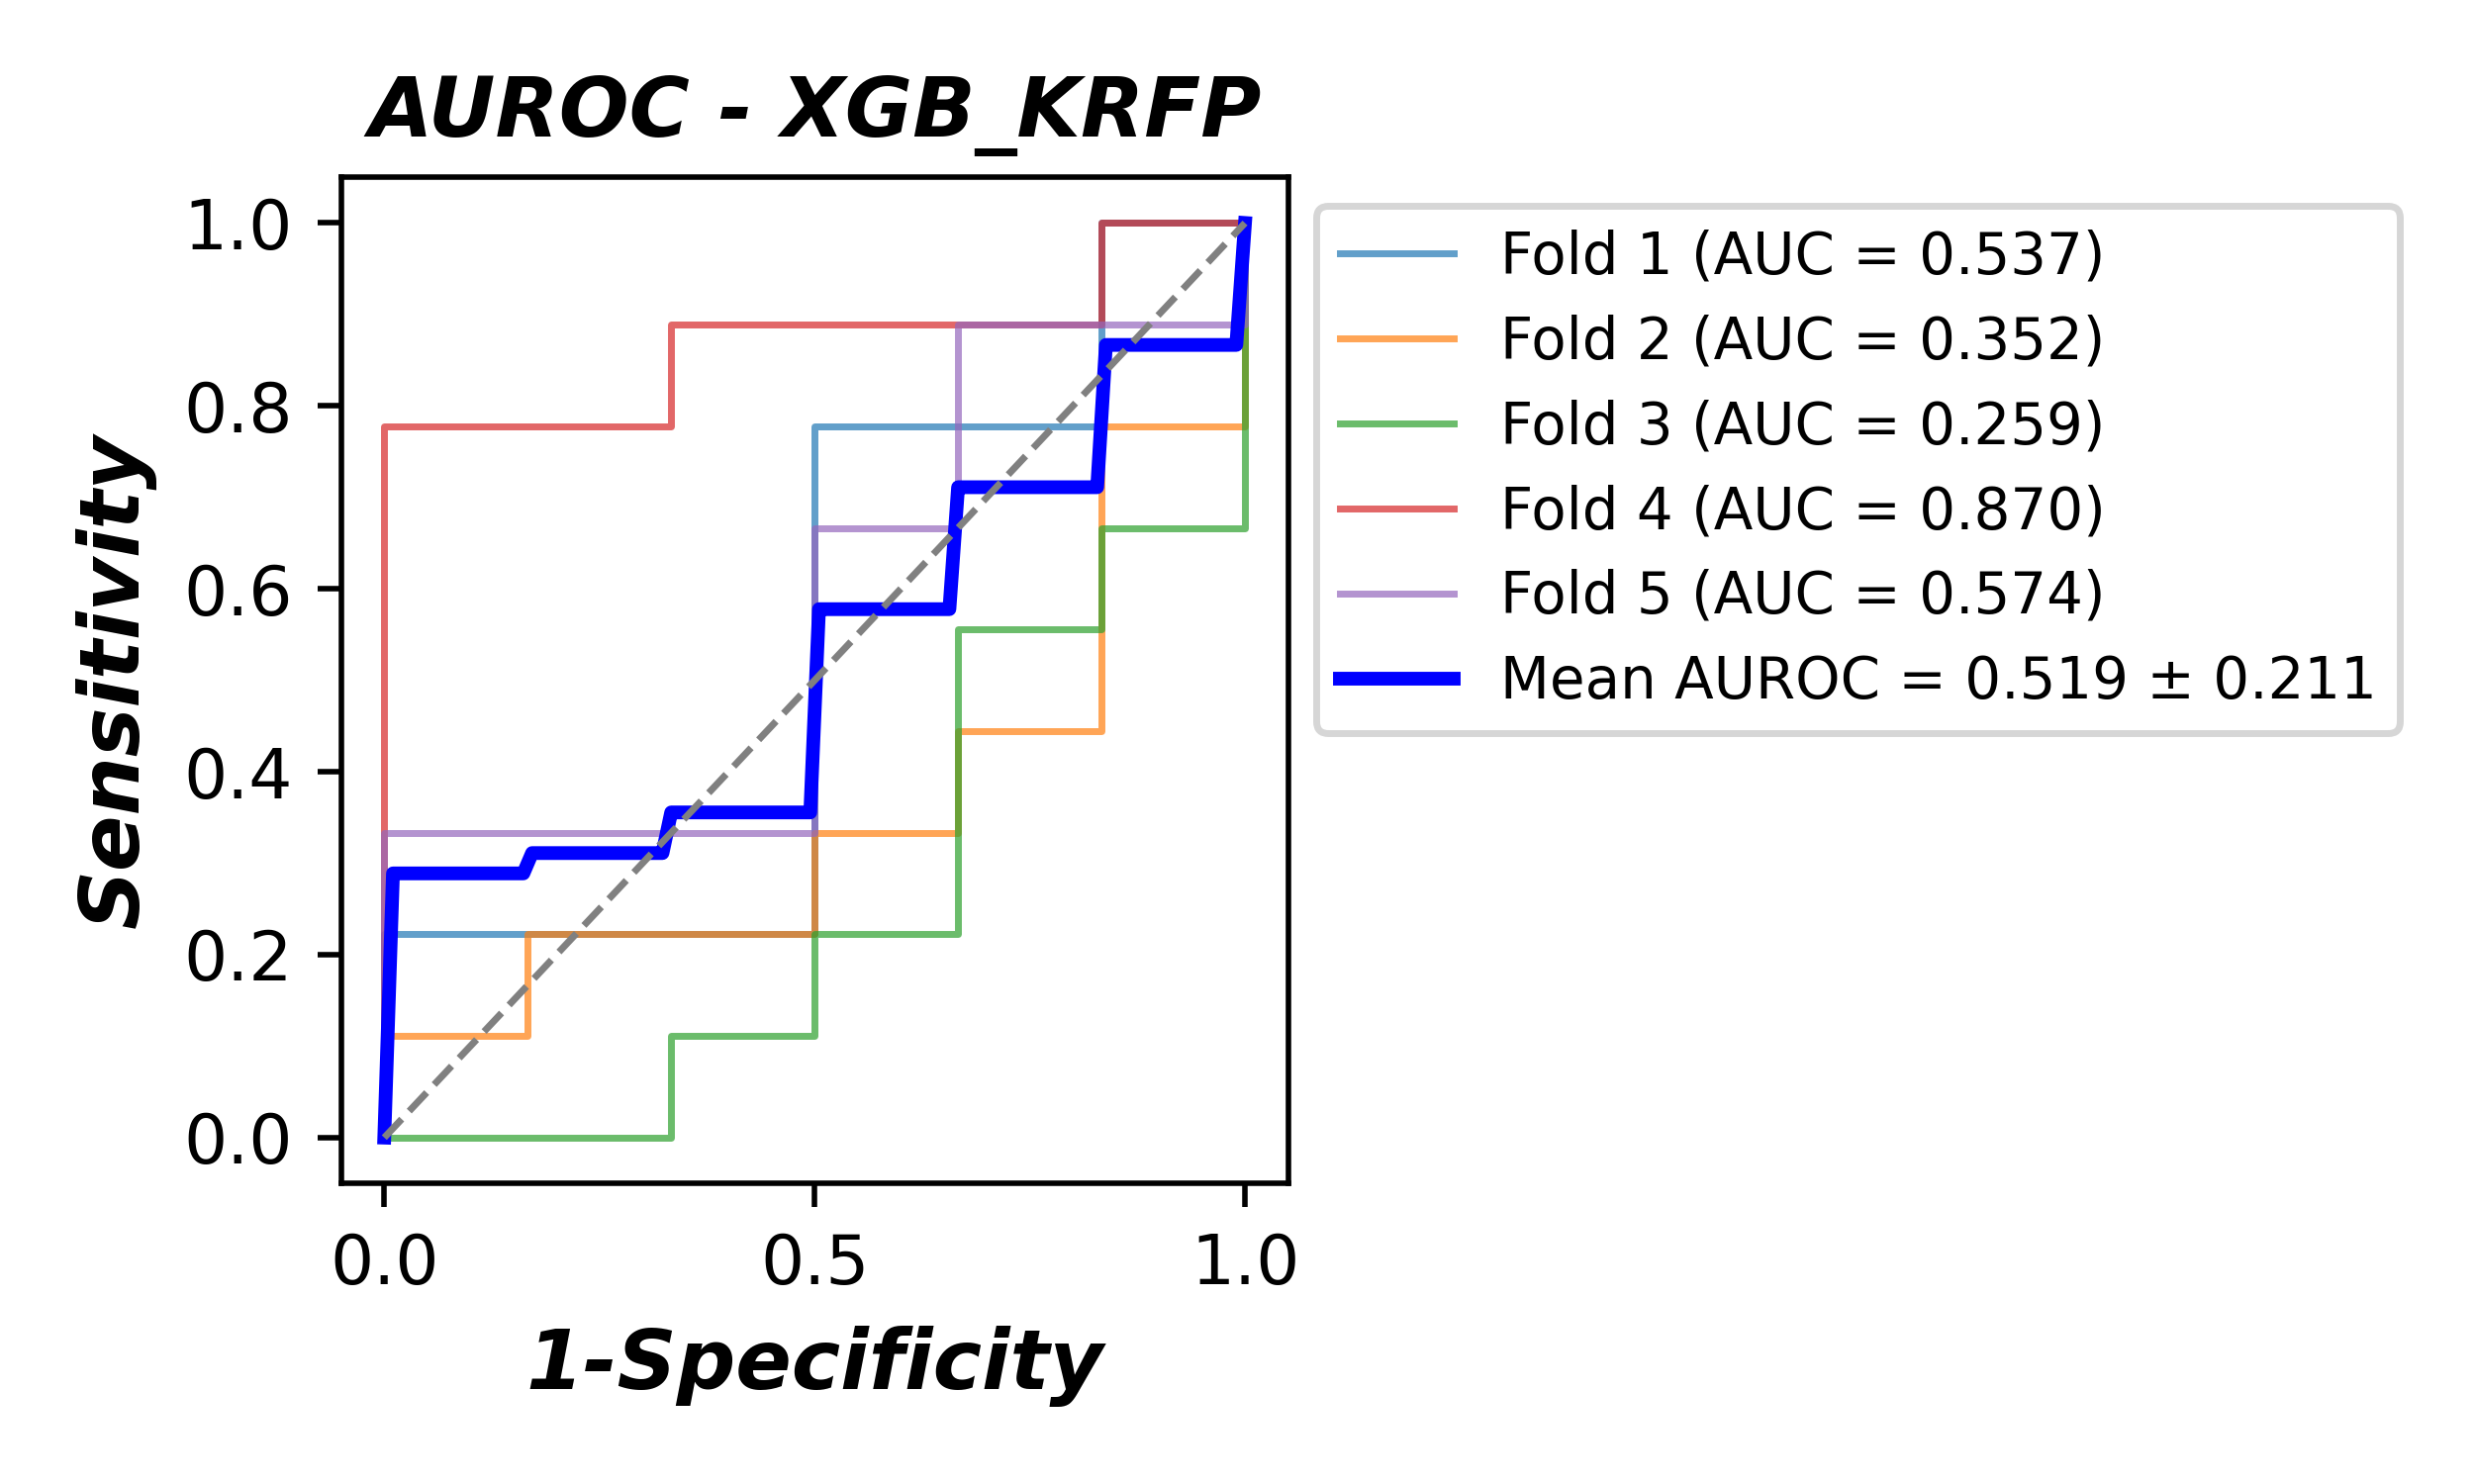 AUROC - XGB_KRFP
Sensitivity
1.0
0.8
0.6
0.4
0.2
0.0
0.0 0.5 1.0
1-Specificity
Fold 1 (AUC = 0.537)
Fold 2 (AUC = 0.352)
Fold 3 (AUC = 0.259)
Fold 4 (AUC = 0.870)
Fold 5 (AUC = 0.574)
Mean AUROC = 0.519 ± 0.211